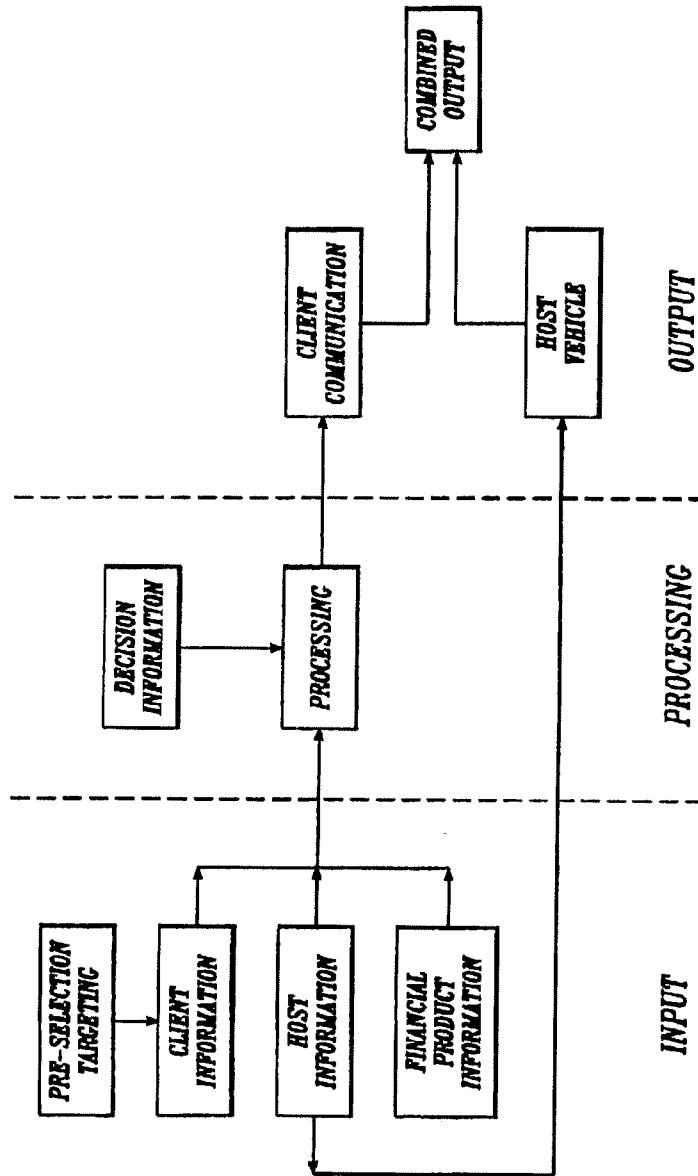 PRE-SELECTION
TARGETING
CLIENT
INFORMATION
HOST
INFORMATION
FINANCIAL
PRODUCT
INFORMATION
INPUT
DECISION
INFORMATION
PROCESSING
PROCESSING
CLIENT
COMMUNICATION
HOST
VEHICLE
COMBINED
OUTPUT
OUTPUT